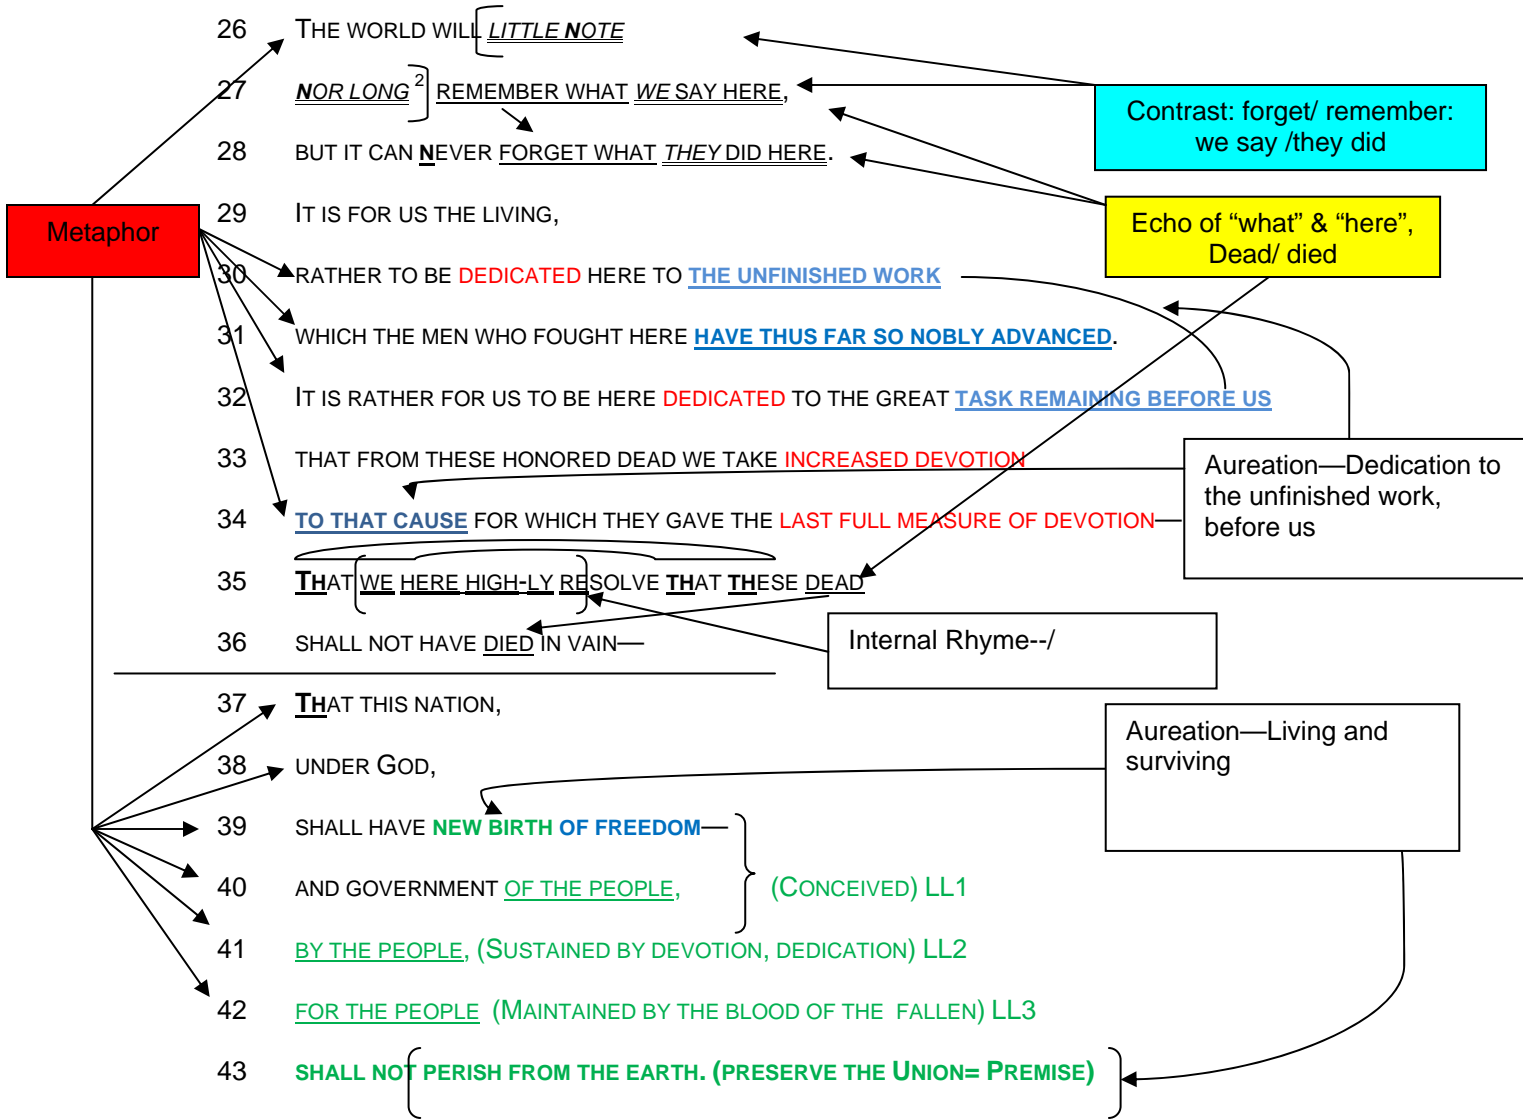 26 THE WORLD WILL LITTLE NOTE
27 NOR LONG 2 REMEMBER WHAT WE SAY HERE,
Contrast: forget/ remember:
we say /they did
28 BUT IT CAN NEVER FORGET WHAT THEY DID HERE.
Metaphor
29 IT IS FOR US THE LIVING,
Echo of “what” & “here”,
Dead/ died
30 RATHER TO BE DEDICATED HERE TO THE UNFINISHED WORK
31 WHICH THE MEN WHO FOUGHT HERE HAVE THUS FAR SO NOBLY ADVANCED.
32 IT IS RATHER FOR US TO BE HERE DEDICATED TO THE GREAT TASK REMAINING BEFORE US
33 THAT FROM THESE HONORED DEAD WE TAKE INCREASED DEVOTION
Aureation—Dedication to
the unfinished work,
before us
34 TO THAT CAUSE FOR WHICH THEY GAVE THE LAST FULL MEASURE OF DEVOTION—
35 THAT WE HERE HIGH-LY RESOLVE THAT THESE DEAD
36 SHALL NOT HAVE DIED IN VAIN—
Internal Rhyme--/
37 THAT THIS NATION,
Aureation—Living and
surviving
38 UNDER GOD,
39 SHALL HAVE NEW BIRTH OF FREEDOM—
40 AND GOVERNMENT OF THE PEOPLE, (CONCEIVED) LL1
41 BY THE PEOPLE, (SUSTAINED BY DEVOTION, DEDICATION) LL2
42 FOR THE PEOPLE (MAINTAINED BY THE BLOOD OF THE FALLEN) LL3
43 SHALL NOT PERISH FROM THE EARTH. (PRESERVE THE UNION= PREMISE)